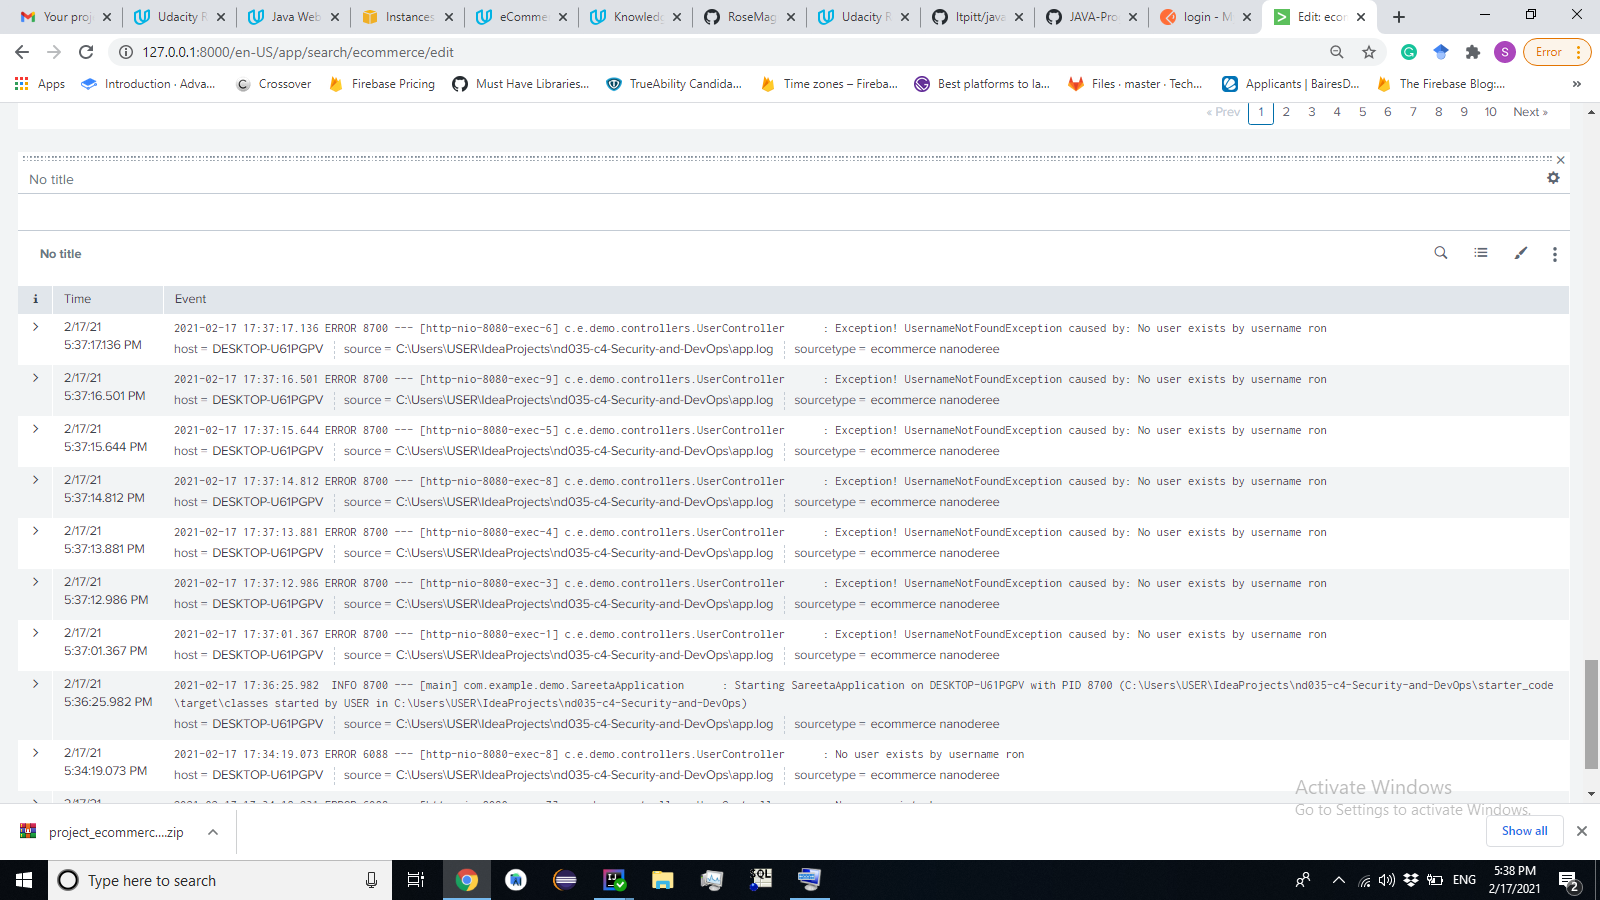 Your proj
Udacity R
Java Web
Instances
eCommer
Knowledg
RoseMag
Udacity R
Itpitt/java
JAVA-Pro
login - M
Edit: ecor
127.0.0.1:8000/en-US/app/search/ecommerce/edit
S
Error
Apps
Introduction · Adva...
Crossover
Firebase Pricing
Must Have Libraries...
TrueAbility Candida...
Time zones – Fireba...
Best platforms to la...
Files · master · Tech...
Applicants | BairesD...
The Firebase Blog:...
»
« Prev 1 2 3 4 5 6 7 8 9 10 Next »
No title
No title
i Time Event
2/17/21 2021-02-17 17:37:17.136 ERROR 8700 --- [http-nio-8080-exec-6] c.e.demo.controllers.UserController : Exception! UsernameNotFoundException caused by: No user exists by username ron
5:37:17.136 PM host = DESKTOP-U61PGPV source = C:\Users\USER\IdeaProjects\nd035-c4-Security-and-DevOps\app.log sourcetype = ecommerce nanoderee
2/17/21 2021-02-17 17:37:16.501 ERROR 8700 --- [http-nio-8080-exec-9] c.e.demo.controllers.UserController : Exception! UsernameNotFoundException caused by: No user exists by username ron
5:37:16.501 PM host = DESKTOP-U61PGPV source = C:\Users\USER\IdeaProjects\nd035-c4-Security-and-DevOps\app.log sourcetype = ecommerce nanoderee
2/17/21 2021-02-17 17:37:15.644 ERROR 8700 --- [http-nio-8080-exec-5] c.e.demo.controllers.UserController : Exception! UsernameNotFoundException caused by: No user exists by username ron
5:37:15.644 PM host = DESKTOP-U61PGPV source = C:\Users\USER\IdeaProjects\nd035-c4-Security-and-DevOps\app.log sourcetype = ecommerce nanoderee
2/17/21 2021-02-17 17:37:14.812 ERROR 8700 --- [http-nio-8080-exec-8] c.e.demo.controllers.UserController : Exception! UsernameNotFoundException caused by: No user exists by username ron
5:37:14.812 PM host = DESKTOP-U61PGPV source = C:\Users\USER\IdeaProjects\nd035-c4-Security-and-DevOps\app.log sourcetype = ecommerce nanoderee
2/17/21 2021-02-17 17:37:13.881 ERROR 8700 --- [http-nio-8080-exec-4] c.e.demo.controllers.UserController : Exception! UsernameNotFoundException caused by: No user exists by username ron
5:37:13.881 PM host = DESKTOP-U61PGPV source = C:\Users\USER\IdeaProjects\nd035-c4-Security-and-DevOps\app.log sourcetype = ecommerce nanoderee
2/17/21 2021-02-17 17:37:12.986 ERROR 8700 --- [http-nio-8080-exec-3] c.e.demo.controllers.UserController : Exception! UsernameNotFoundException caused by: No user exists by username ron
5:37:12.986 PM host = DESKTOP-U61PGPV source = C:\Users\USER\IdeaProjects\nd035-c4-Security-and-DevOps\app.log sourcetype = ecommerce nanoderee
2/17/21 2021-02-17 17:37:01.367 ERROR 8700 --- [http-nio-8080-exec-1] c.e.demo.controllers.UserController : Exception! UsernameNotFoundException caused by: No user exists by username ron
5:37:01.367 PM host = DESKTOP-U61PGPV source = C:\Users\USER\IdeaProjects\nd035-c4-Security-and-DevOps\app.log sourcetype = ecommerce nanoderee
2/17/21 2021-02-17 17:36:25.982 INFO 8700 --- [main] com.example.demo.SareetaApplication : Starting SareetaApplication on DESKTOP-U61PGPV with PID 8700 (C:\Users\USER\IdeaProjects\nd035-c4-Security-and-DevOps\starter_code
5:36:25.982 PM \target\classes started by USER in C:\Users\USER\IdeaProjects\nd035-c4-Security-and-DevOps)
host = DESKTOP-U61PGPV source = C:\Users\USER\IdeaProjects\nd035-c4-Security-and-DevOps\app.log sourcetype = ecommerce nanoderee
2/17/21 2021-02-17 17:34:19.073 ERROR 6088 --- [http-nio-8080-exec-8] c.e.demo.controllers.UserController : No user exists by username ron
5:34:19.073 PM host = DESKTOP-U61PGPV source = C:\Users\USER\IdeaProjects\nd035-c4-Security-and-DevOps\app.log sourcetype = ecommerce nanoderee
Activate Windows
Go to Settings to activate Windows.
project_ecommerc....zip
Show all
Type here to search
ENG
5:38 PM
2/17/2021
2